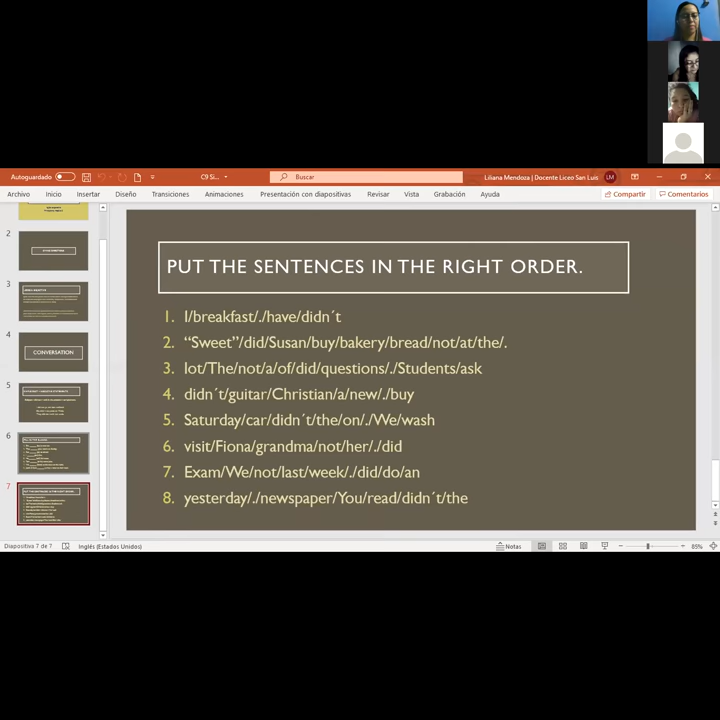 Autoguardado
C9 Si...
Buscar
Liliana Mendoza | Docente Liceo San Luis
LM
Archivo Inicio Insertar Diseño Transiciones Animaciones Presentación con diapositivas Revisar Vista Grabación Ayuda Compartir Comentarios
2
3
4
CONVERSATION
5
6
7
PUT THE SENTENCES IN THE RIGHT ORDER.
1. I/breakfast/./have/didn´t
2. “Sweet”/did/Susan/buy/bakery/bread/not/at/the/.
3. lot/The/not/a/of/did/questions/./Students/ask
4. didn´t/guitar/Christian/a/new/./buy
5. Saturday/car/didn´t/the/on/./We/wash
6. visit/Fiona/grandma/not/her/./did
7. Exam/We/not/last/week/./did/do/an
8. yesterday/./newspaper/You/read/didn´t/the
Diapositiva 7 de 7 Inglés (Estados Unidos) Notas 85%